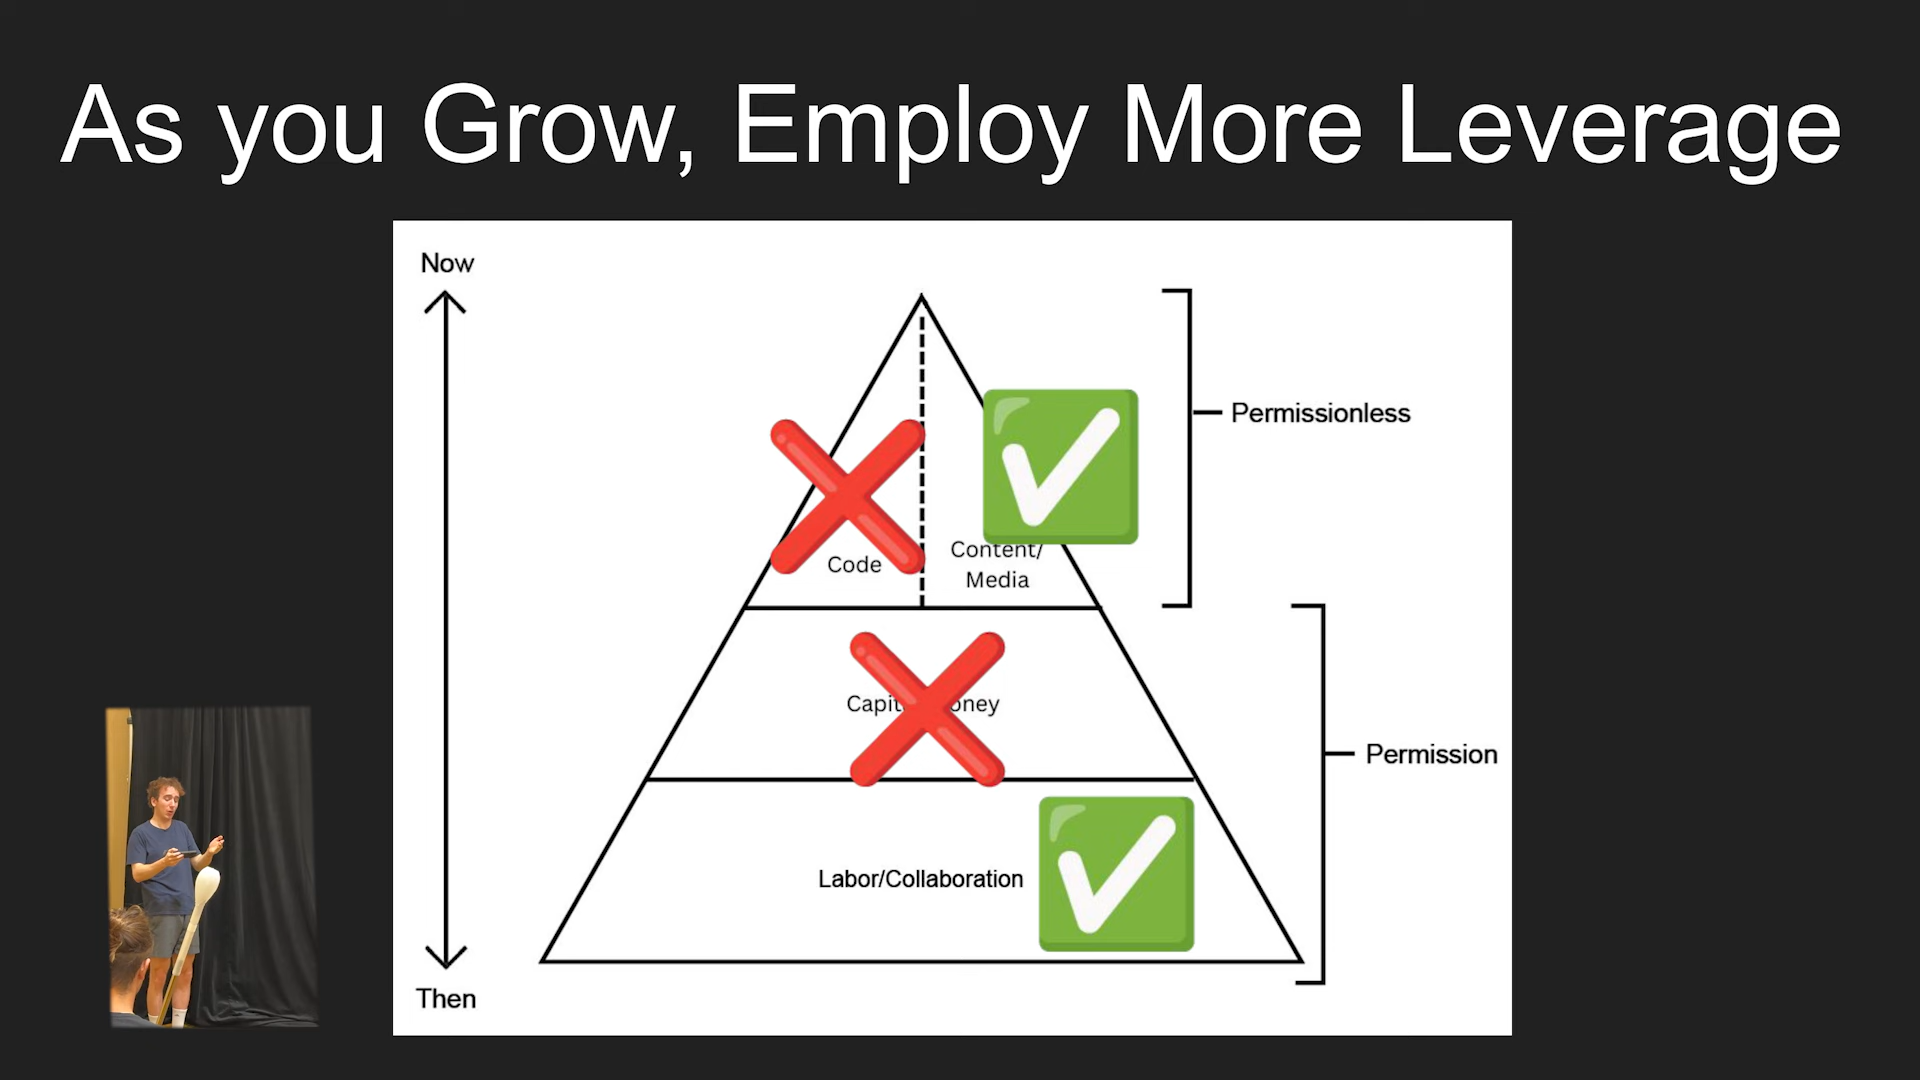 As you Grow, Employ More Leverage
Now
Permissionless
Code
Content/
Media
Permission
Labor/Collaboration
Then